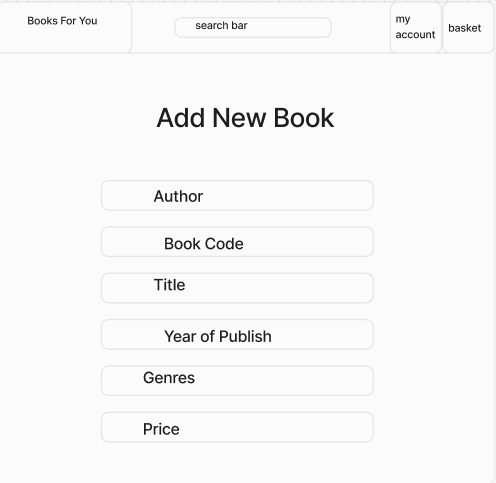 Books For You
search bar
my
account
basket
Add New Book
Author
Book Code
Title
Year of Publish
Genres
Price